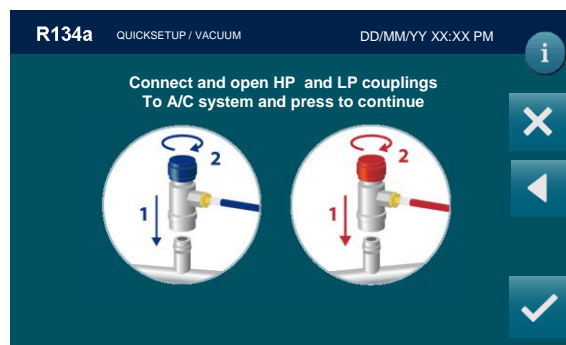 R134a QUICKSETUP / VACUUM DD/MM/YY XX:XX PM
i
Connect and open HP and LP couplings
To A/C system and press to continue
2
1
2
1